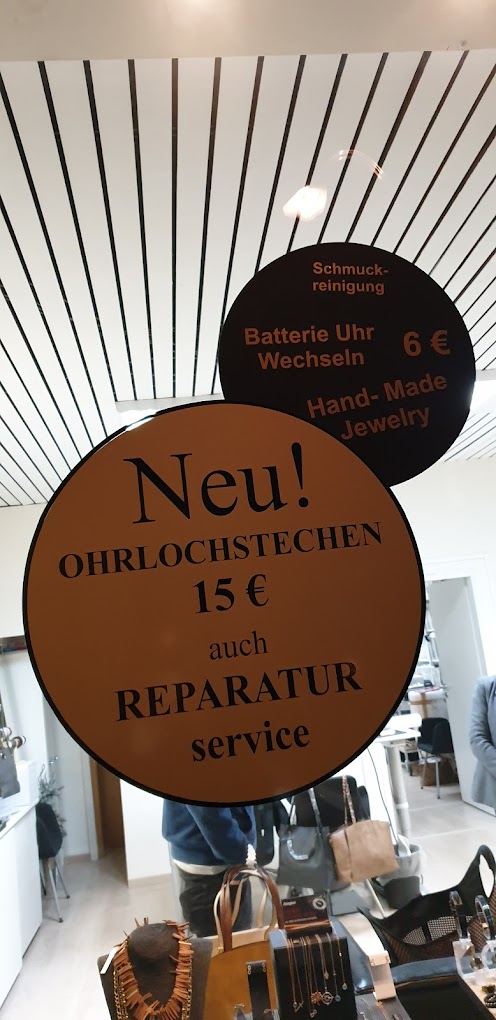 Schmuck-
reinigung
Batterie Uhr
Wechseln 6 €
Hand- Made
Jewelry
Neu!
OHRLOCHSTECHEN
15 €
auch
REPARATUR
service